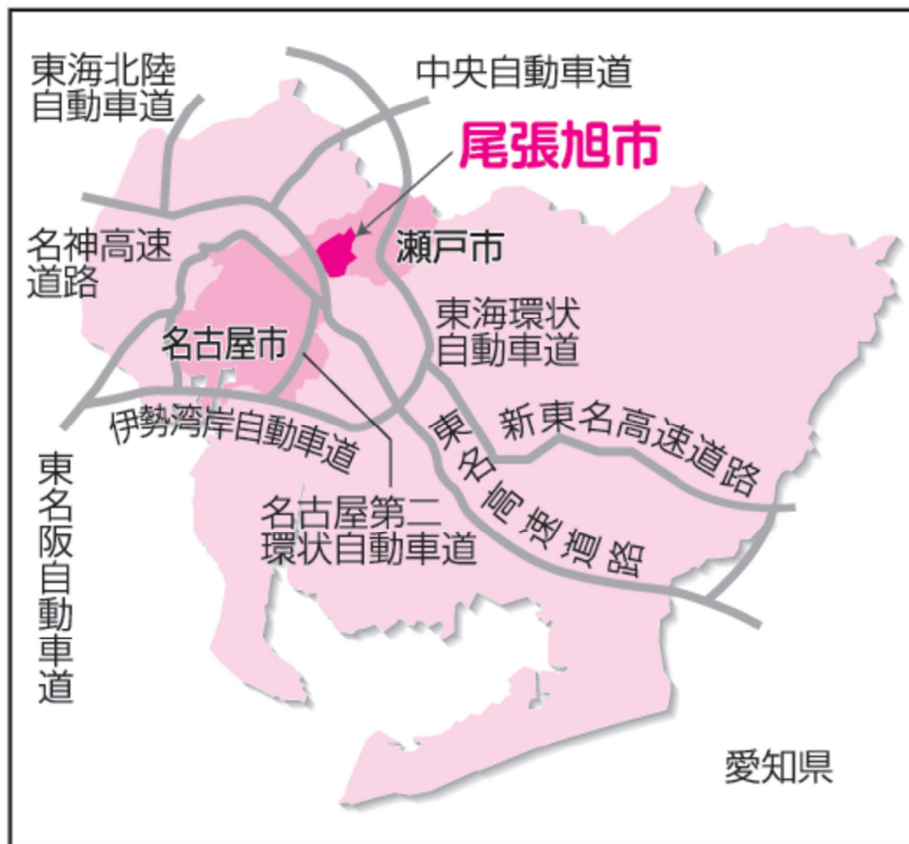 東海北陸
自動車道
中央自動車道
尾張旭市
名神高速
道路
瀬戸市
東海環状
自動車道
名古屋市
伊勢湾岸自動車道
新東名高速道路
東名高速道路
名古屋第二
環状自動車道
東名阪自動車道
愛知県